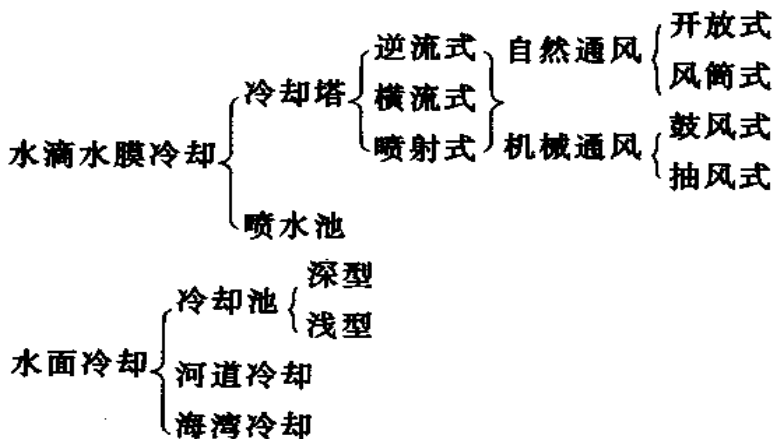 开放式
逆流式 自然通风
风筒式
冷却塔 横流式
鼓风式
水滴水膜冷却 喷射式 机械通风
抽风式
喷水池
深型
冷却池
浅型
水面冷却 河道冷却
海湾冷却